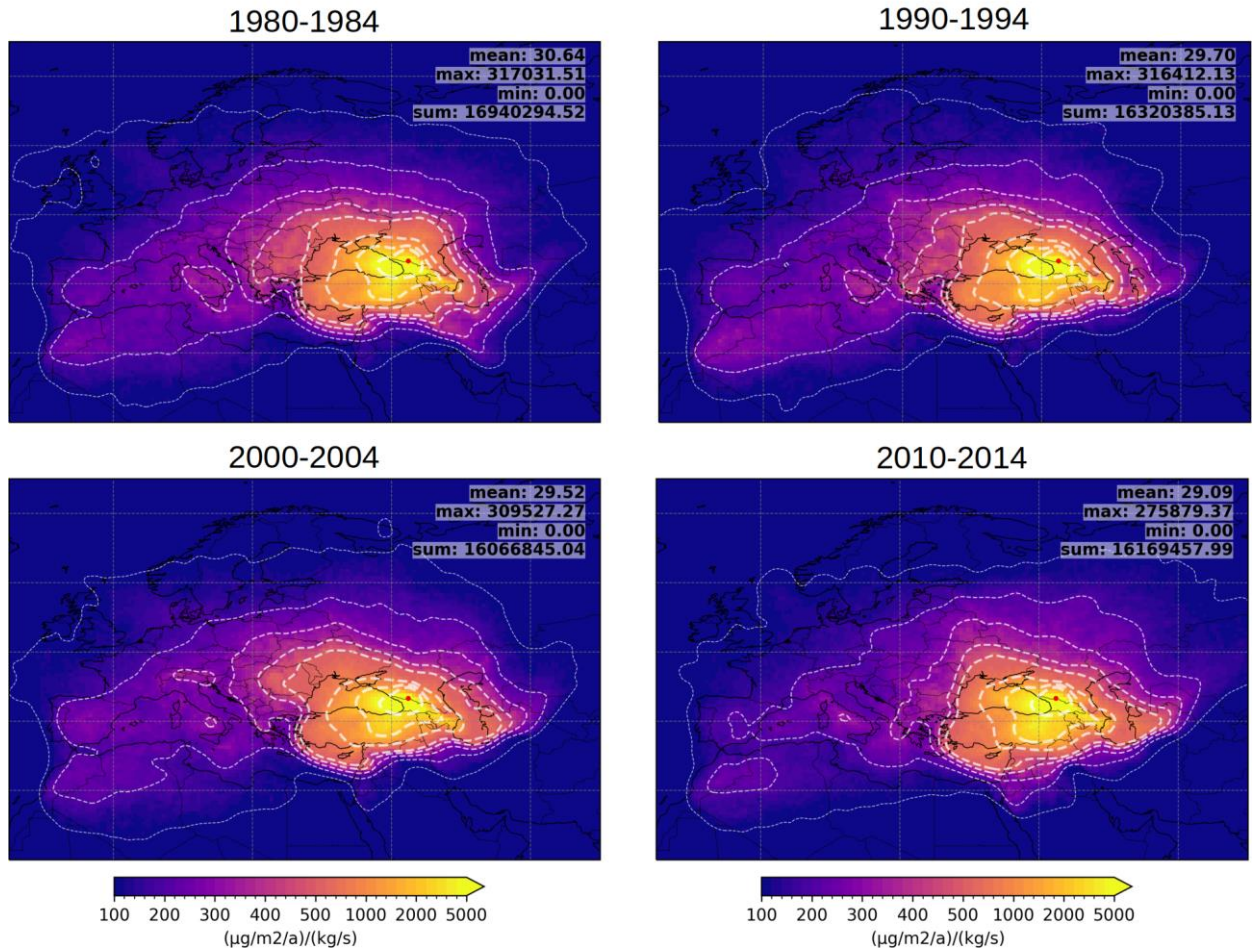 1980-1984
mean: 30.64
max: 317031.51
min: 0.00
sum: 16940294.52
1990-1994
mean: 29.70
max: 316412.13
min: 0.00
sum: 16320385.13
2000-2004
mean: 29.52
max: 309527.27
min: 0.00
sum: 16066845.04
2010-2014
mean: 29.09
max: 275879.37
min: 0.00
sum: 16169457.99
100 200 300 400 500 1000 2000 5000
(μg/m2/a)/(kg/s)
100 200 300 400 500 1000 2000 5000
(μg/m2/a)/(kg/s)